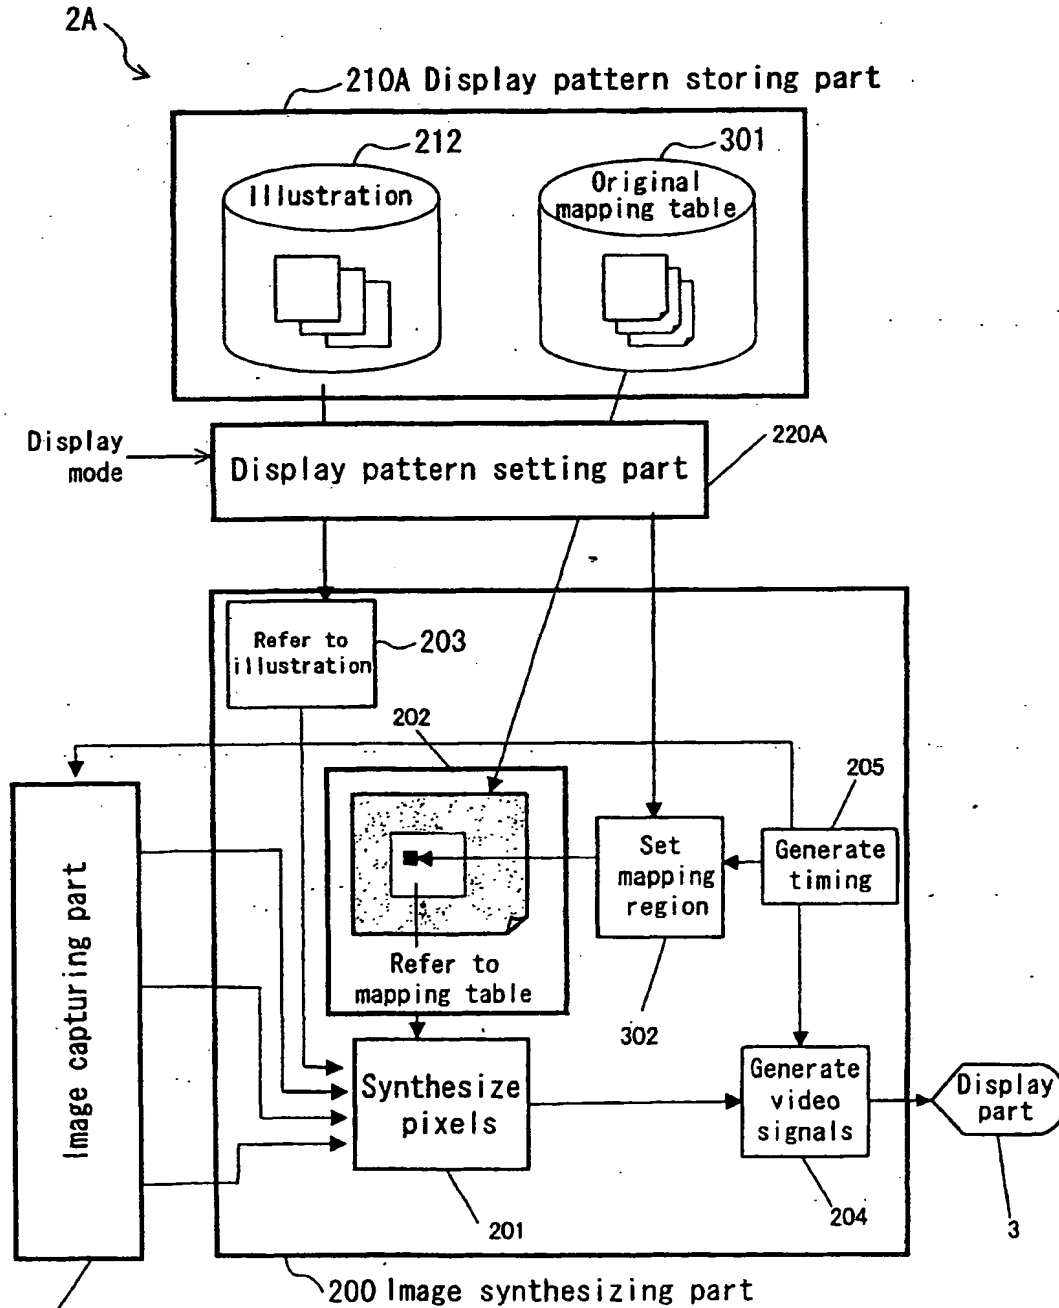 2A
210A Display pattern storing part
212
301
Illustration
Original
mapping table
Display
mode
Display pattern setting part
220A
Refer to
illustration
203
202
205
Set
mapping
region
Generate
timing
Image capturing part
Refer to
mapping table
302
Synthesize
pixels
Generate
video
signals
Display
part
201
204
3
200 Image synthesizing part